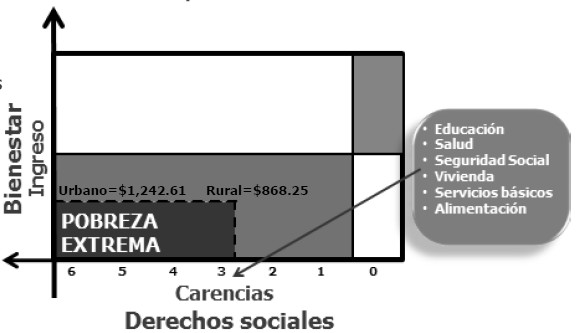 Bienestar
Ingreso
Urbano=$1,242.61 Rural=$868.25
POBREZA
EXTREMA
6 5 4 3 2 1 0
Carencias
Derechos sociales
• Educación
• Salud
• Seguridad Social
• Vivienda
• Servicios básicos
• Alimentación